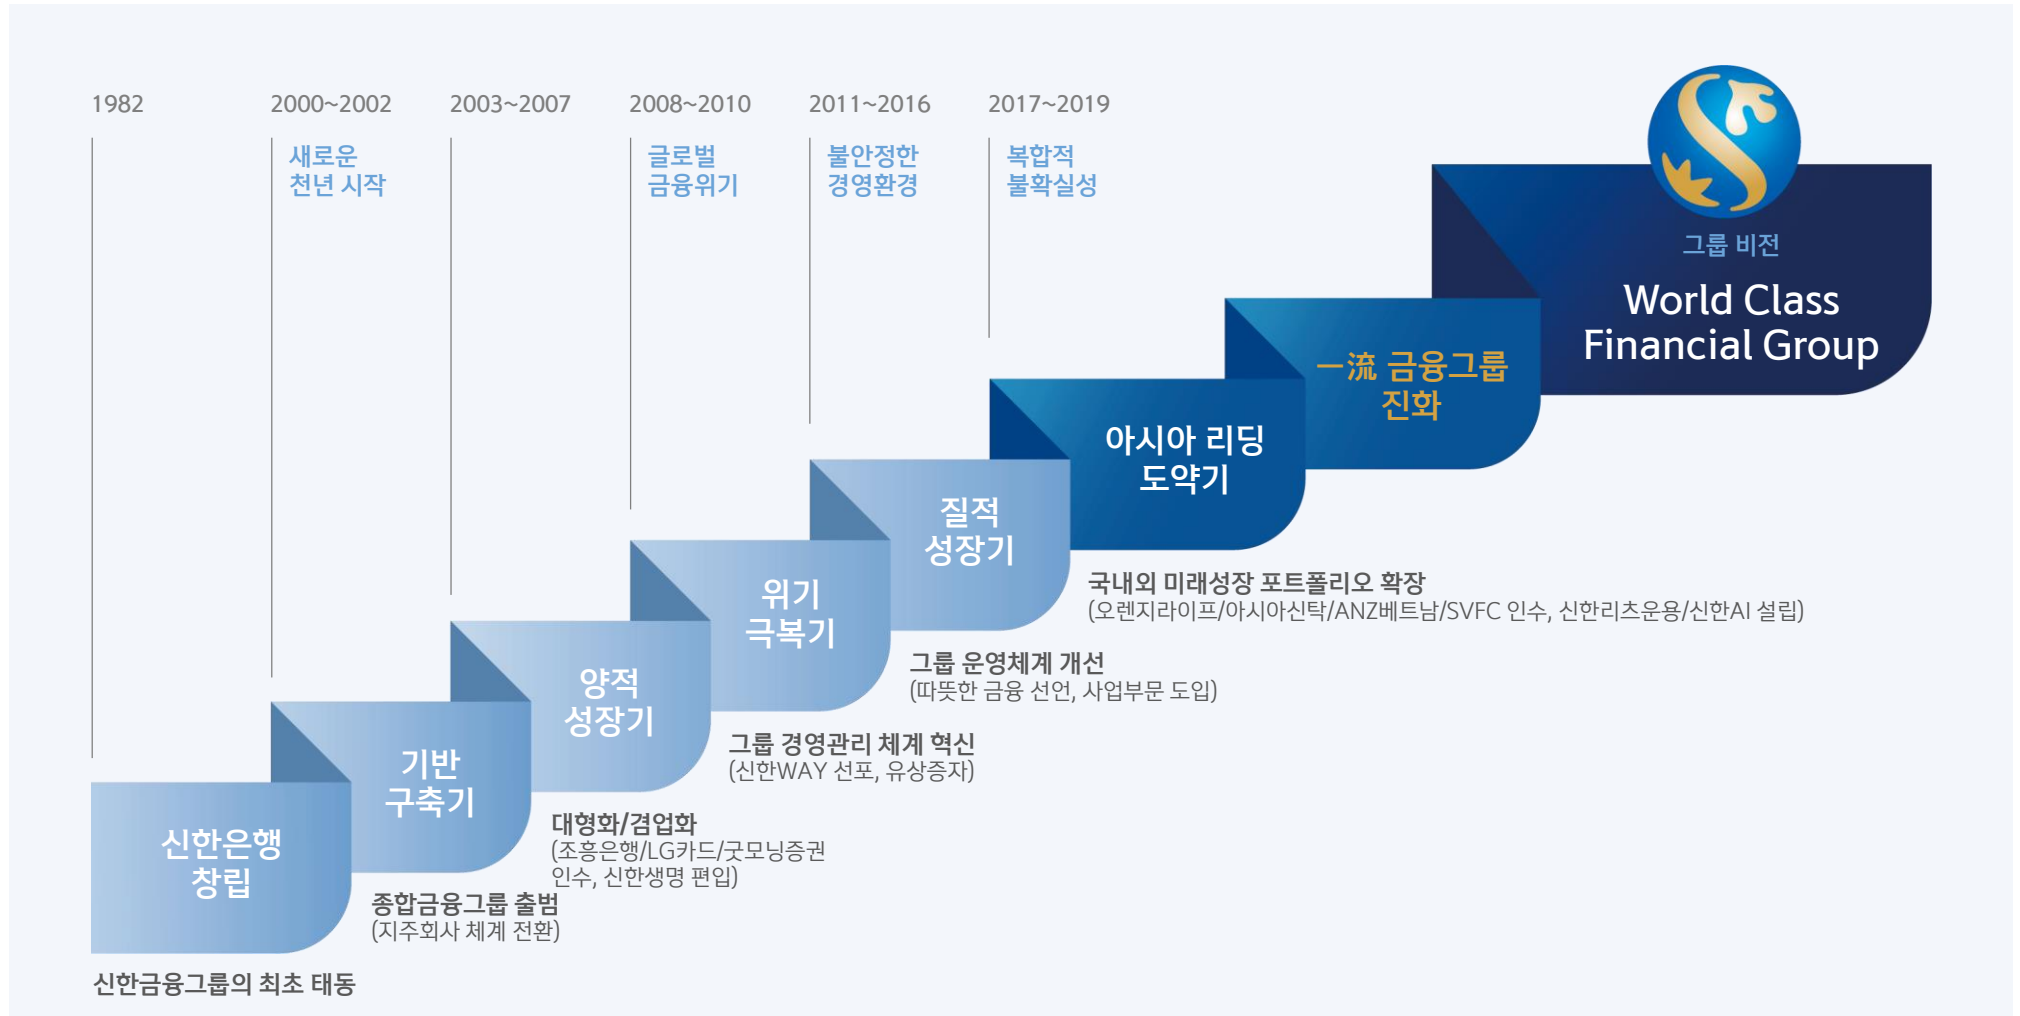 1982
2000~2002
2003~2007
2008~2010
2011~2016
2017~2019
새로운
천년 시작
글로벌
금융위기
불안정한
경영환경
복합적
불확실성
그룹 비전
World Class
Financial Group
一流 금융그룹
진화
아시아 리딩
도약기
국내외 미래성장 포트폴리오 확장
(오렌지라이프/아시아신탁/ANZ베트남/SVFC 인수, 신한리츠운용/신한AI 설립)
질적
성장기
그룹 운영체계 개선
(따뜻한 금융 선언, 사업부문 도입)
위기
극복기
그룹 경영관리 체계 혁신
(신한WAY 선포, 유상증자)
양적
성장기
대형화/겸업화
(조흥은행/LG카드/굿모닝증권
인수, 신한생명 편입)
기반
구축기
종합금융그룹 출범
(지주회사 체계 전환)
신한은행
창립
신한금융그룹의 최초 태동